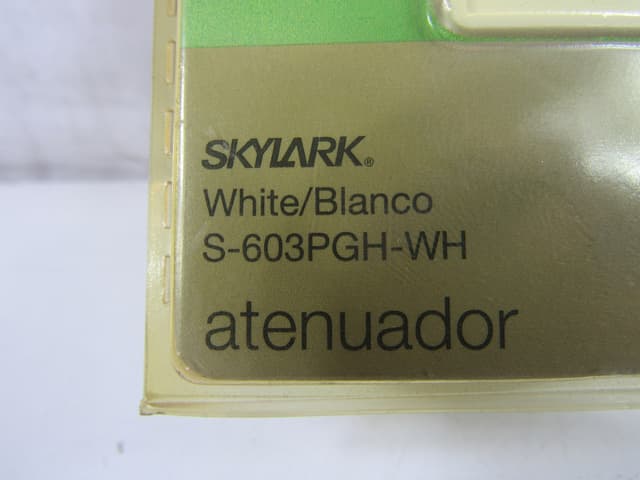 SKYLARK®
White/Blanco
S-603PGH-WH
atenuador